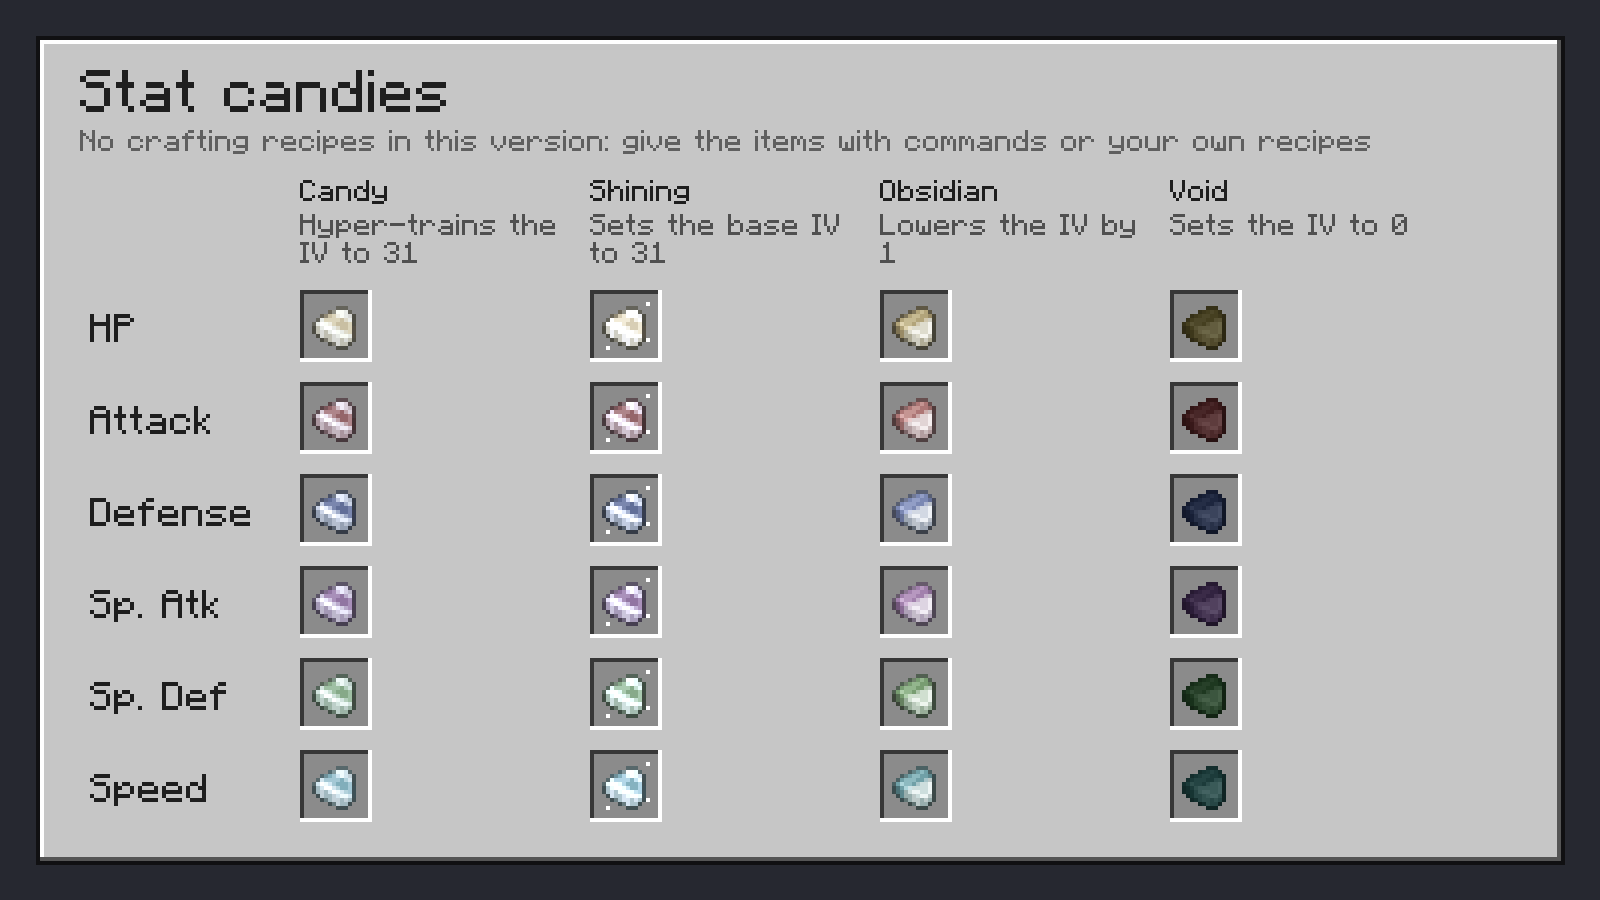 Stat candies
No crafting recipes in this version: give the items with commands or your own recipes
Candy
Hyper-trains the
IV to 31
Shining
Sets the base IV
to 31
Obsidian
Lowers the IV by
1
Void
Sets the IV to 0
HP
Attack
Defense
Sp. Atk
Sp. Def
Speed